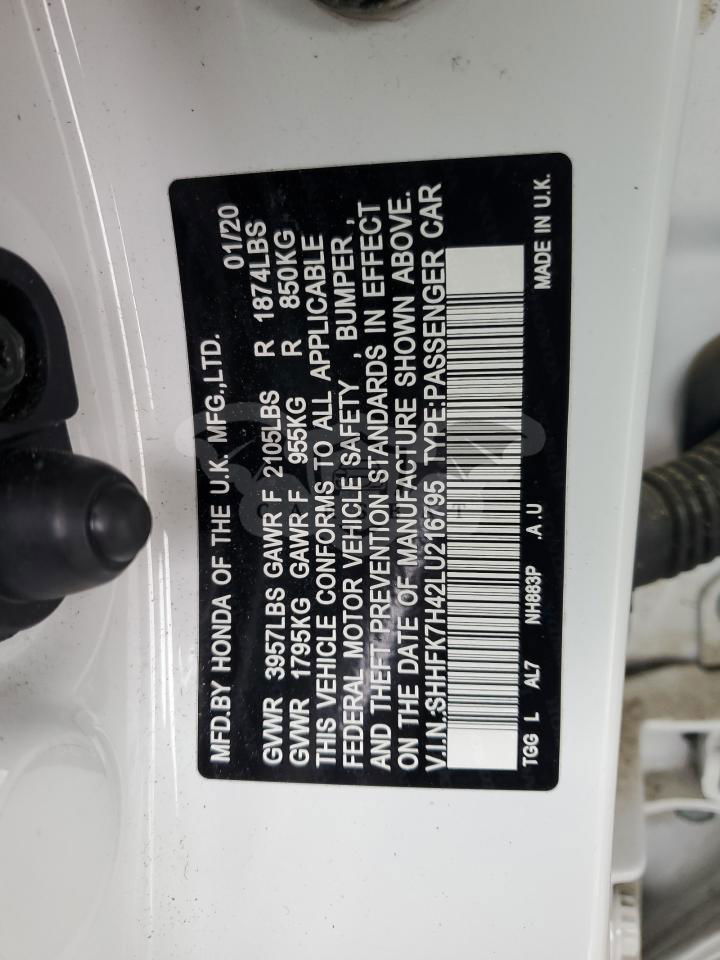 MFD.BY HONDA OF THE U.K. MFG.,LTD. 01/20
GVWR 3957LBS GAWR F 2105LBS R 1874LBS
GVWR 1795KG GAWR F 955KG R 850KG
THIS VEHICLE CONFORMS TO ALL APPLICABLE
FEDERAL MOTOR VEHICLE SAFETY , BUMPER ,
AND THEFT PREVENTION STANDARDS IN EFFECT
ON THE DATE OF MANUFACTURE SHOWN ABOVE.
V.I.N.SHHFK7H42LU216795 TYPE:PASSENGER CAR
TGG L AL7 NH883P .A .U MADE IN U.K.